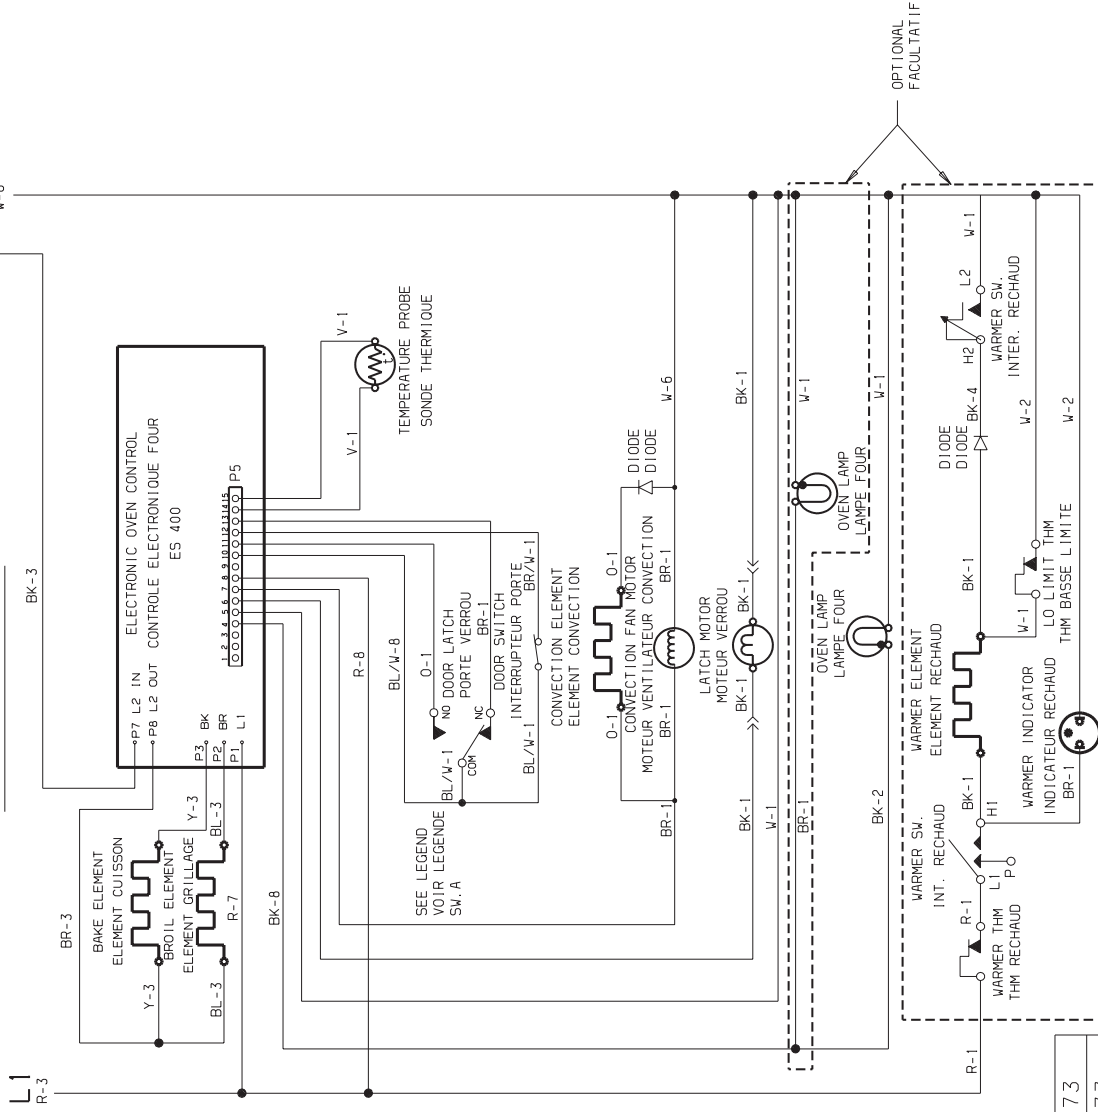 OPTIONAL
FACULTATIF
BK-3
ELECTRONIC OVEN CONTROL
CONTROLE ELECTRONIQUE FOUR
ES 400
P5
1 2 3 4 5 6 7 8 9 10 11 12 13 14 15
P7 L2 IN
P8 L2 OUT
P3 BK
P2 BR
P1 L1
V-1
V-1
TEMPERATURE PROBE
SONDE THERMIQUE
BR-3
BAKE ELEMENT
ELEMENT CUISSON
BROIL ELEMENT
ELEMENT GRILLAGE
Y-3
Y-3
BL-3
BL-3
R-7
BK-8
R-8
BL/W-8
O-1
NO
DOOR LATCH
PORTE VERROU
BR-1
NC
DOOR SWITCH
INTERRUPTEUR PORTE
BR/W-1
BL/W-1
COM
BL/W-1
SEE LEGEND
VOIR LEGENDE
SW.A
CONVECTION ELEMENT
ELEMENT CONVECTION
O-1
O-1
CONVECTION FAN MOTOR
MOTEUR VENTILATEUR CONVECTION
DIODE
DIODE
BR-1
BR-1
BR-1
W-6
LATCH MOTOR
MOTEUR VERROU
BK-1
BK-1
BK-1
BK-1
W-1
W-1
BR-1
OVEN LAMP
LAMPE FOUR
OVEN LAMP
LAMPE FOUR
W-1
BK-2
WARMER ELEMENT
ELEMENT RECHAUD
DIODE
DIODE
BK-4
BK-1
BK-1
W-1
L2
H2
WARMER SW.
INTER. RECHAUD
W-2
W-2
W-1
LO LIMIT THM
THM BASSE LIMITE
WARMER INDICATOR
INDICATEUR RECHAUD
BR-1
H1
WARMER SW.
INT. RECHAUD
L1
P
R-1
WARMER THM
THM RECHAUD
R-1
L1
R-3
73